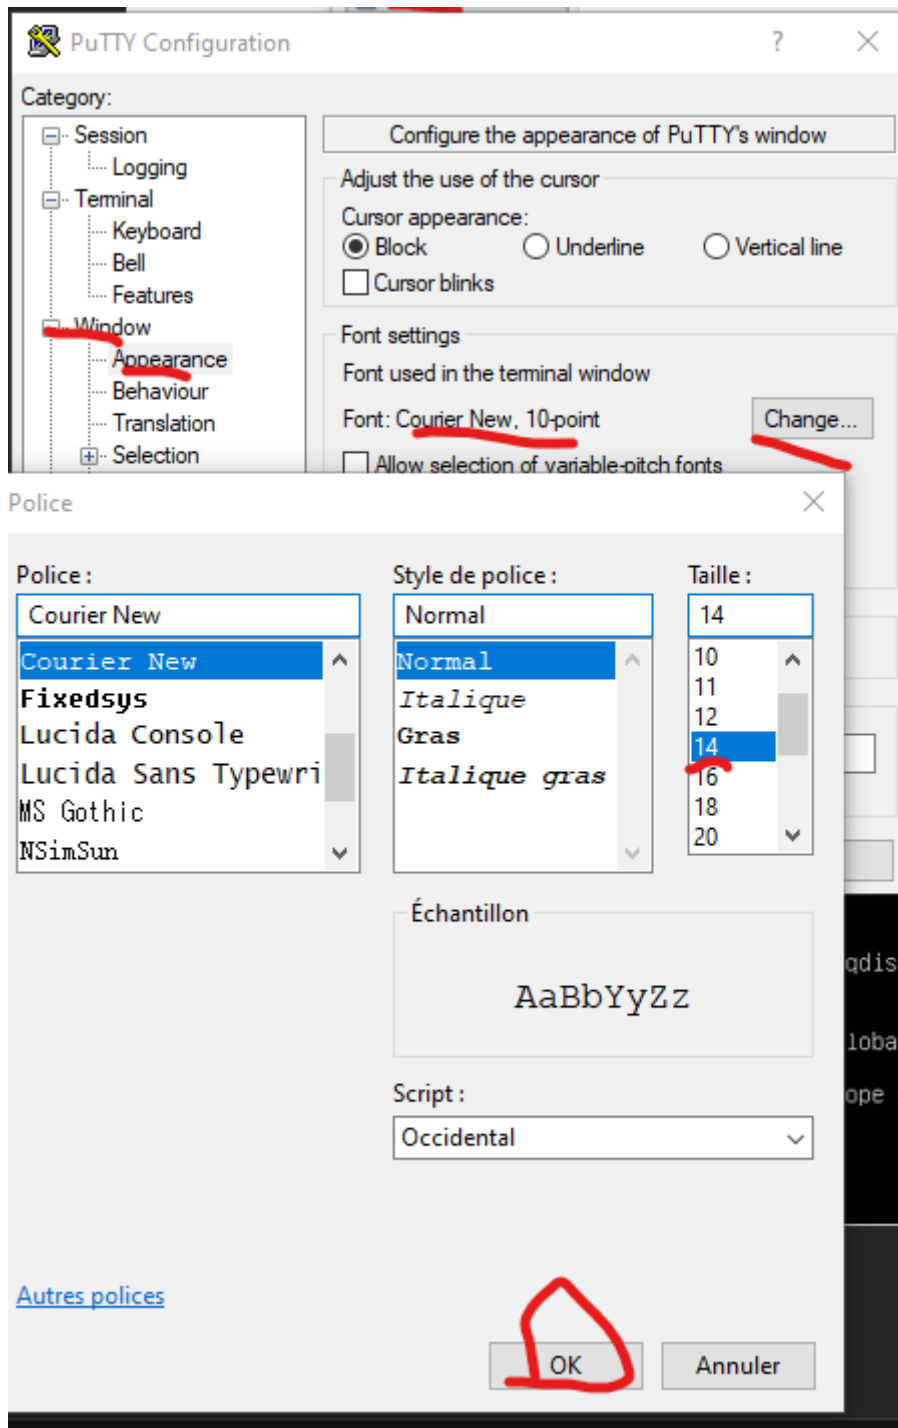 PuTTY Configuration
?
Category:
Session
Logging
Terminal
Keyboard
Bell
Features
Window
Appearance
Behaviour
Translation
Selection
Configure the appearance of PuTTY's window
Adjust the use of the cursor
Cursor appearance:
Block Underline Vertical line
Cursor blinks
Font settings
Font used in the terminal window
Font: Courier New, 10-point Change...
Allow selection of variable-pitch fonts
Police
Police :
Courier New
Courier New
Fixedsys
Lucida Console
Lucida Sans Typewri
MS Gothic
NSimSun
Style de police :
Normal
Normal
Italique
Gras
Italique gras
Taille :
14
10
11
12
14
16
18
20
Échantillon
AaBbYyZz
Script :
Occidental
Autres polices
OK Annuler
qdis
loba
ope